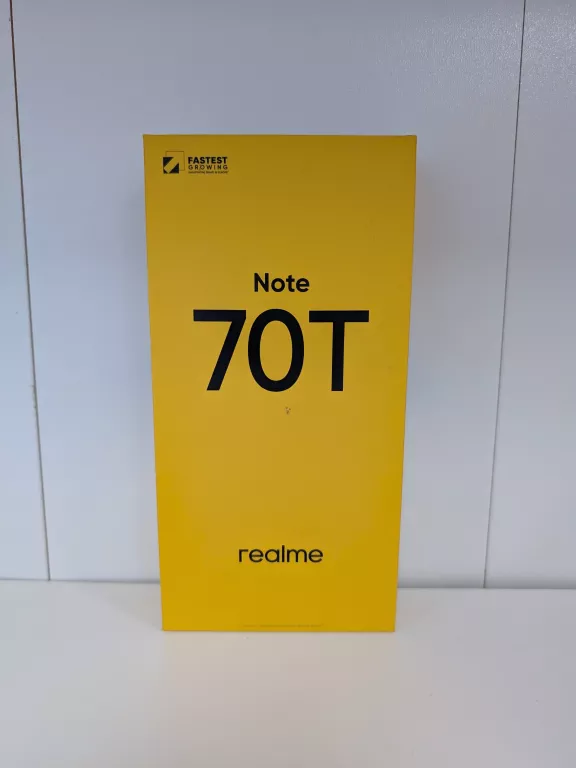 FASTEST
GROWING
Note
70T
realme